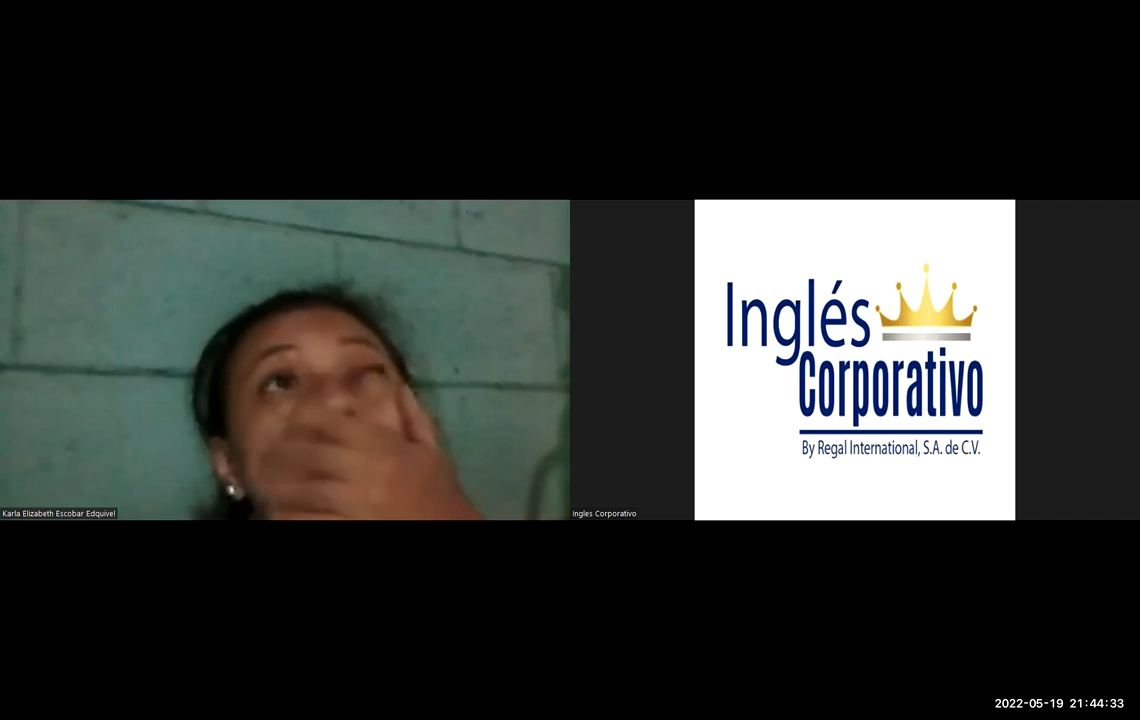 Inglés
Corporativo
By Regal International, S.A. de C.V.
Karla Elizabeth Escobar Edquivel
Ingles Corporativo
2022-05-19 21:44:33